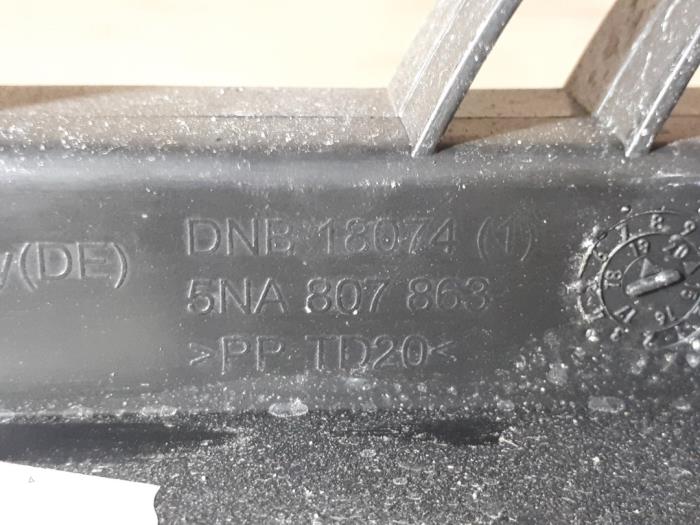 y(DE)
DNB 18074 (1)
5NA 807 863
>PP TD20<